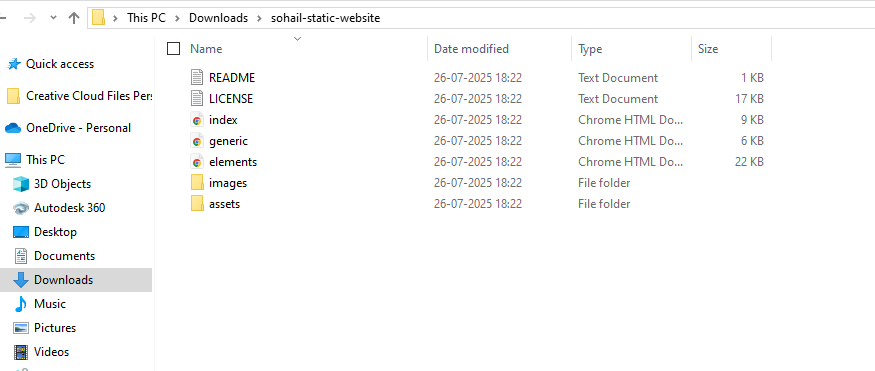 This PC > Downloads > sohail-static-website
Name Date modified Type Size
Quick access
Creative Cloud Files Pers
OneDrive - Personal
This PC
3D Objects
Autodesk 360
Desktop
Documents
Downloads
Music
Pictures
Videos
README 26-07-2025 18:22 Text Document 1 KB
LICENSE 26-07-2025 18:22 Text Document 17 KB
index 26-07-2025 18:22 Chrome HTML Do... 9 KB
generic 26-07-2025 18:22 Chrome HTML Do... 6 KB
elements 26-07-2025 18:22 Chrome HTML Do... 22 KB
images 26-07-2025 18:22 File folder
assets 26-07-2025 18:22 File folder